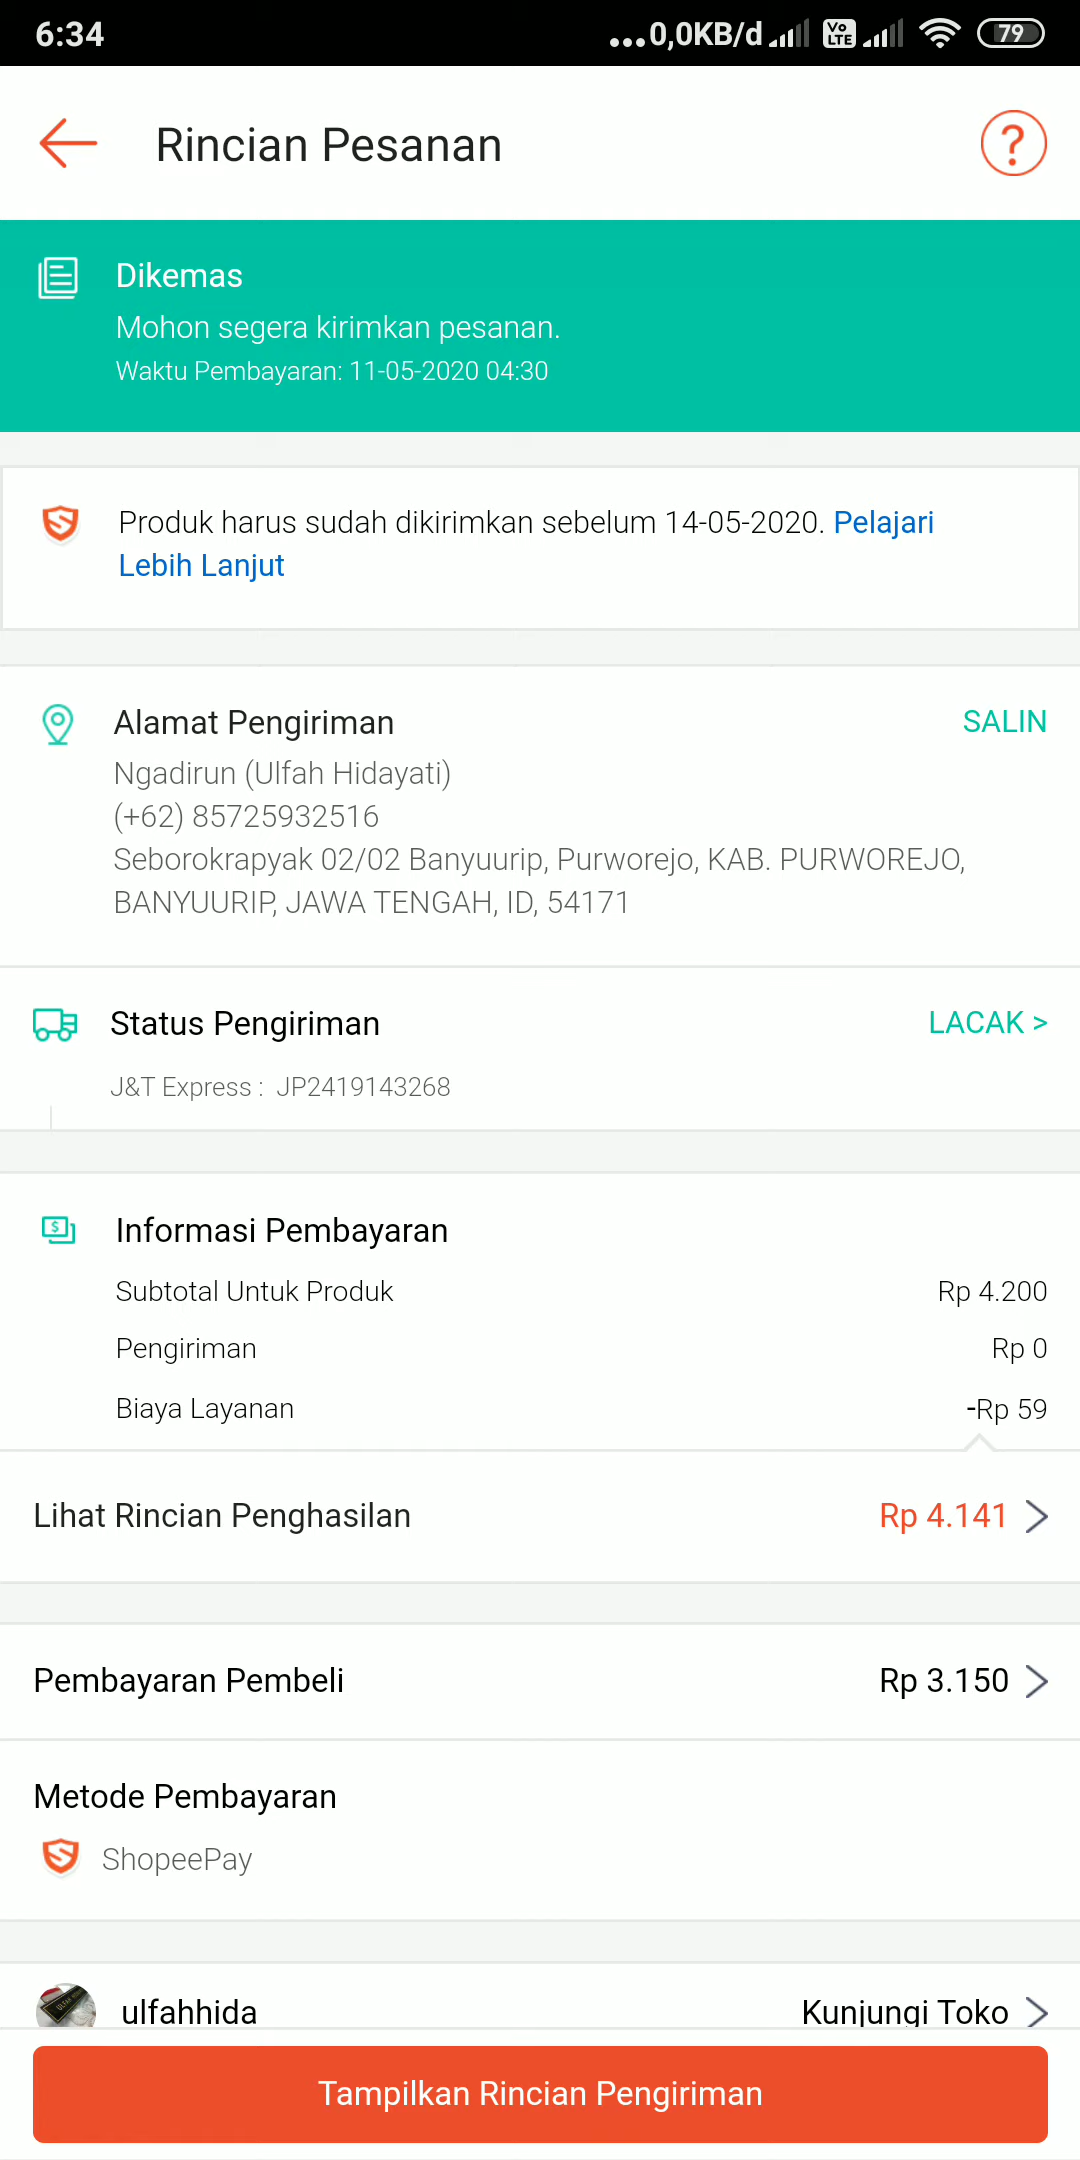 6:34
...0,0KB/d
Vo LTE
79
Rincian Pesanan
?
Dikemas
Mohon segera kirimkan pesanan.
Waktu Pembayaran: 11-05-2020 04:30
Produk harus sudah dikirimkan sebelum 14-05-2020. Pelajari
Lebih Lanjut
Alamat Pengiriman
SALIN
Ngadirun (Ulfah Hidayati)
(+62) 85725932516
Seborokrapyak 02/02 Banyuurip, Purworejo, KAB. PURWOREJO,
BANYUURIP, JAWA TENGAH, ID, 54171
Status Pengiriman
LACAK >
J&T Express : JP2419143268
Informasi Pembayaran
Subtotal Untuk Produk
Rp 4.200
Pengiriman
Rp 0
Biaya Layanan
-Rp 59
Lihat Rincian Penghasilan
Rp 4.141
Pembayaran Pembeli
Rp 3.150
Metode Pembayaran
ShopeePay
ulfahhida
Kunjungi Toko
Tampilkan Rincian Pengiriman